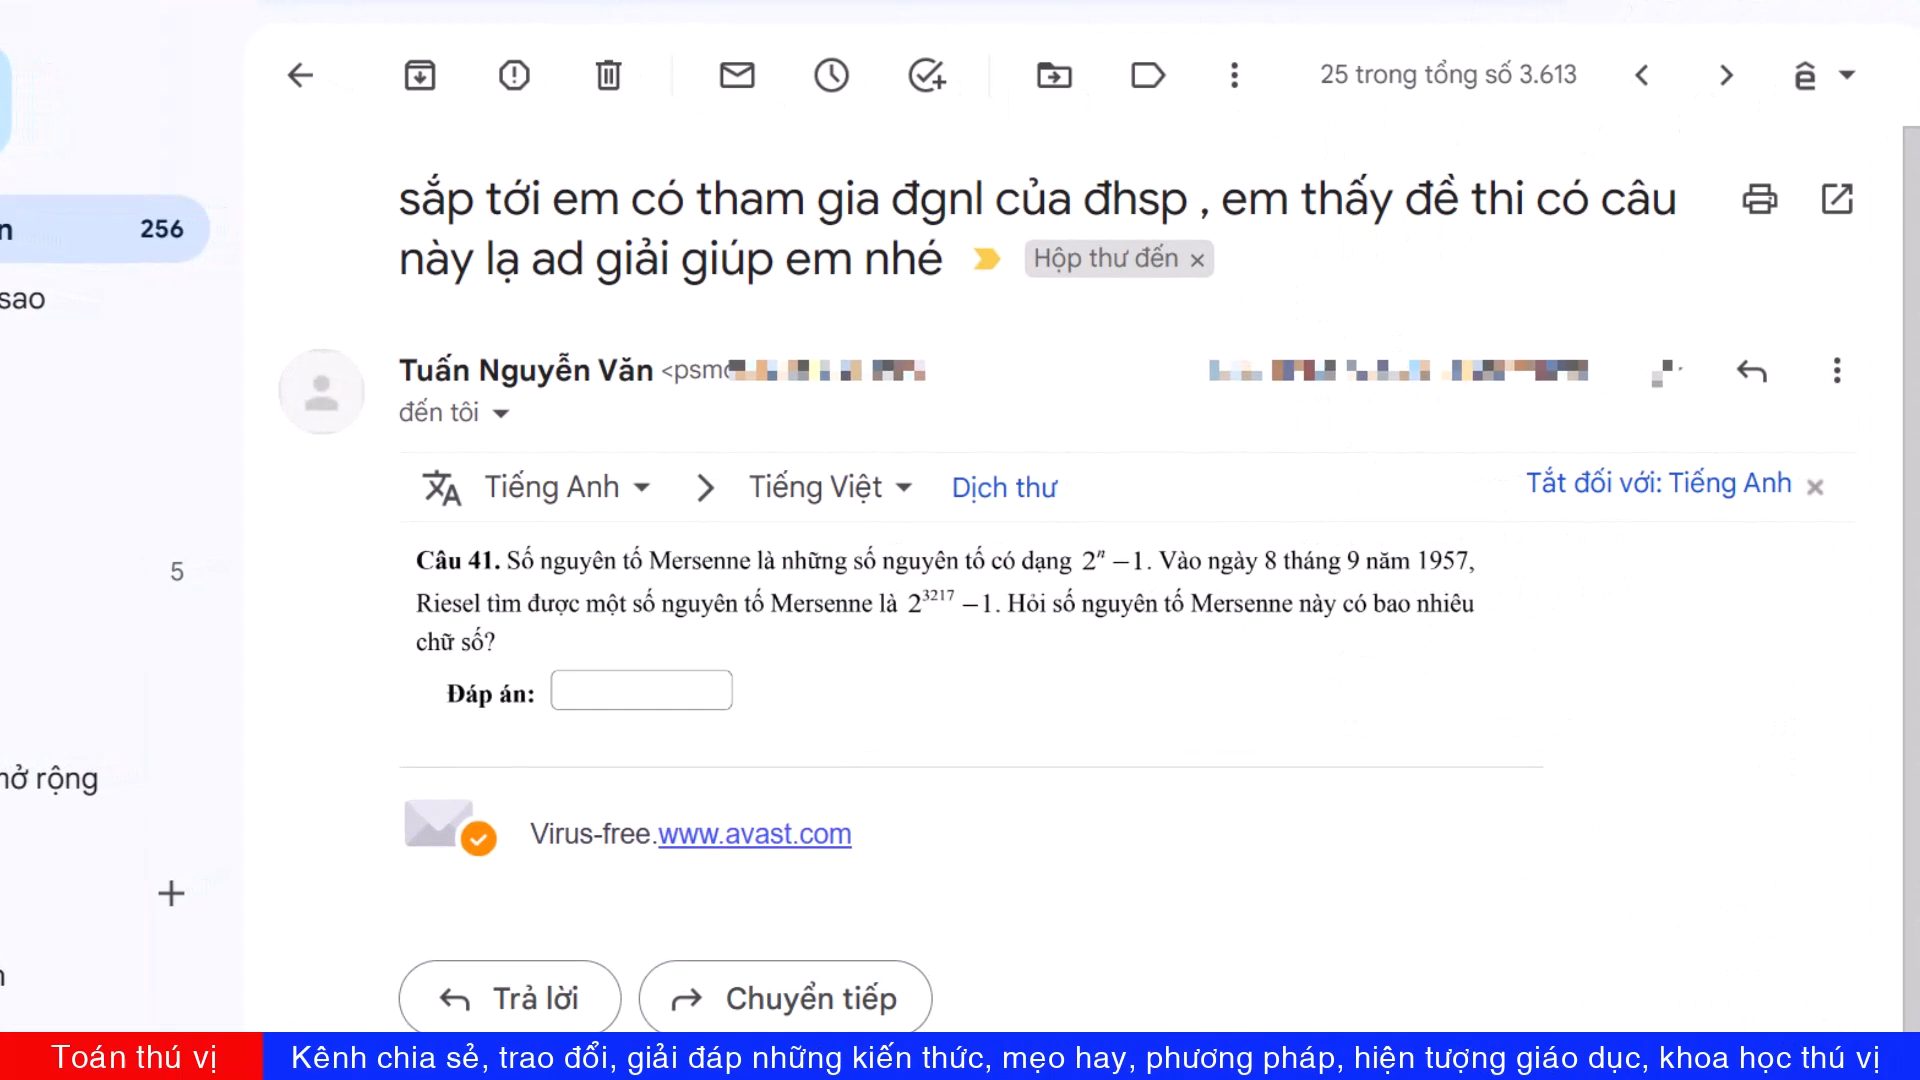 25 trong tổng số 3.613
ê
sắp tới em có tham gia đgnl của đhsp , em thấy đề thi có câu
này lạ ad giải giúp em nhé Hộp thư đến ×
n 256
sao
Tuấn Nguyễn Văn <psm
đến tôi
Tiếng Anh > Tiếng Việt Dịch thư Tắt đối với: Tiếng Anh ×
Câu 41. Số nguyên tố Mersenne là những số nguyên tố có dạng 2ⁿ −1. Vào ngày 8 tháng 9 năm 1957,
Riesel tìm được một số nguyên tố Mersenne là 2³²¹⁷ −1. Hỏi số nguyên tố Mersenne này có bao nhiêu
chữ số?
5
Đáp án:
mở rộng
Virus-free.www.avast.com
Trả lời Chuyển tiếp
Toán thú vị Kênh chia sẻ, trao đổi, giải đáp những kiến thức, mẹo hay, phương pháp, hiện tượng giáo dục, khoa học thú vị